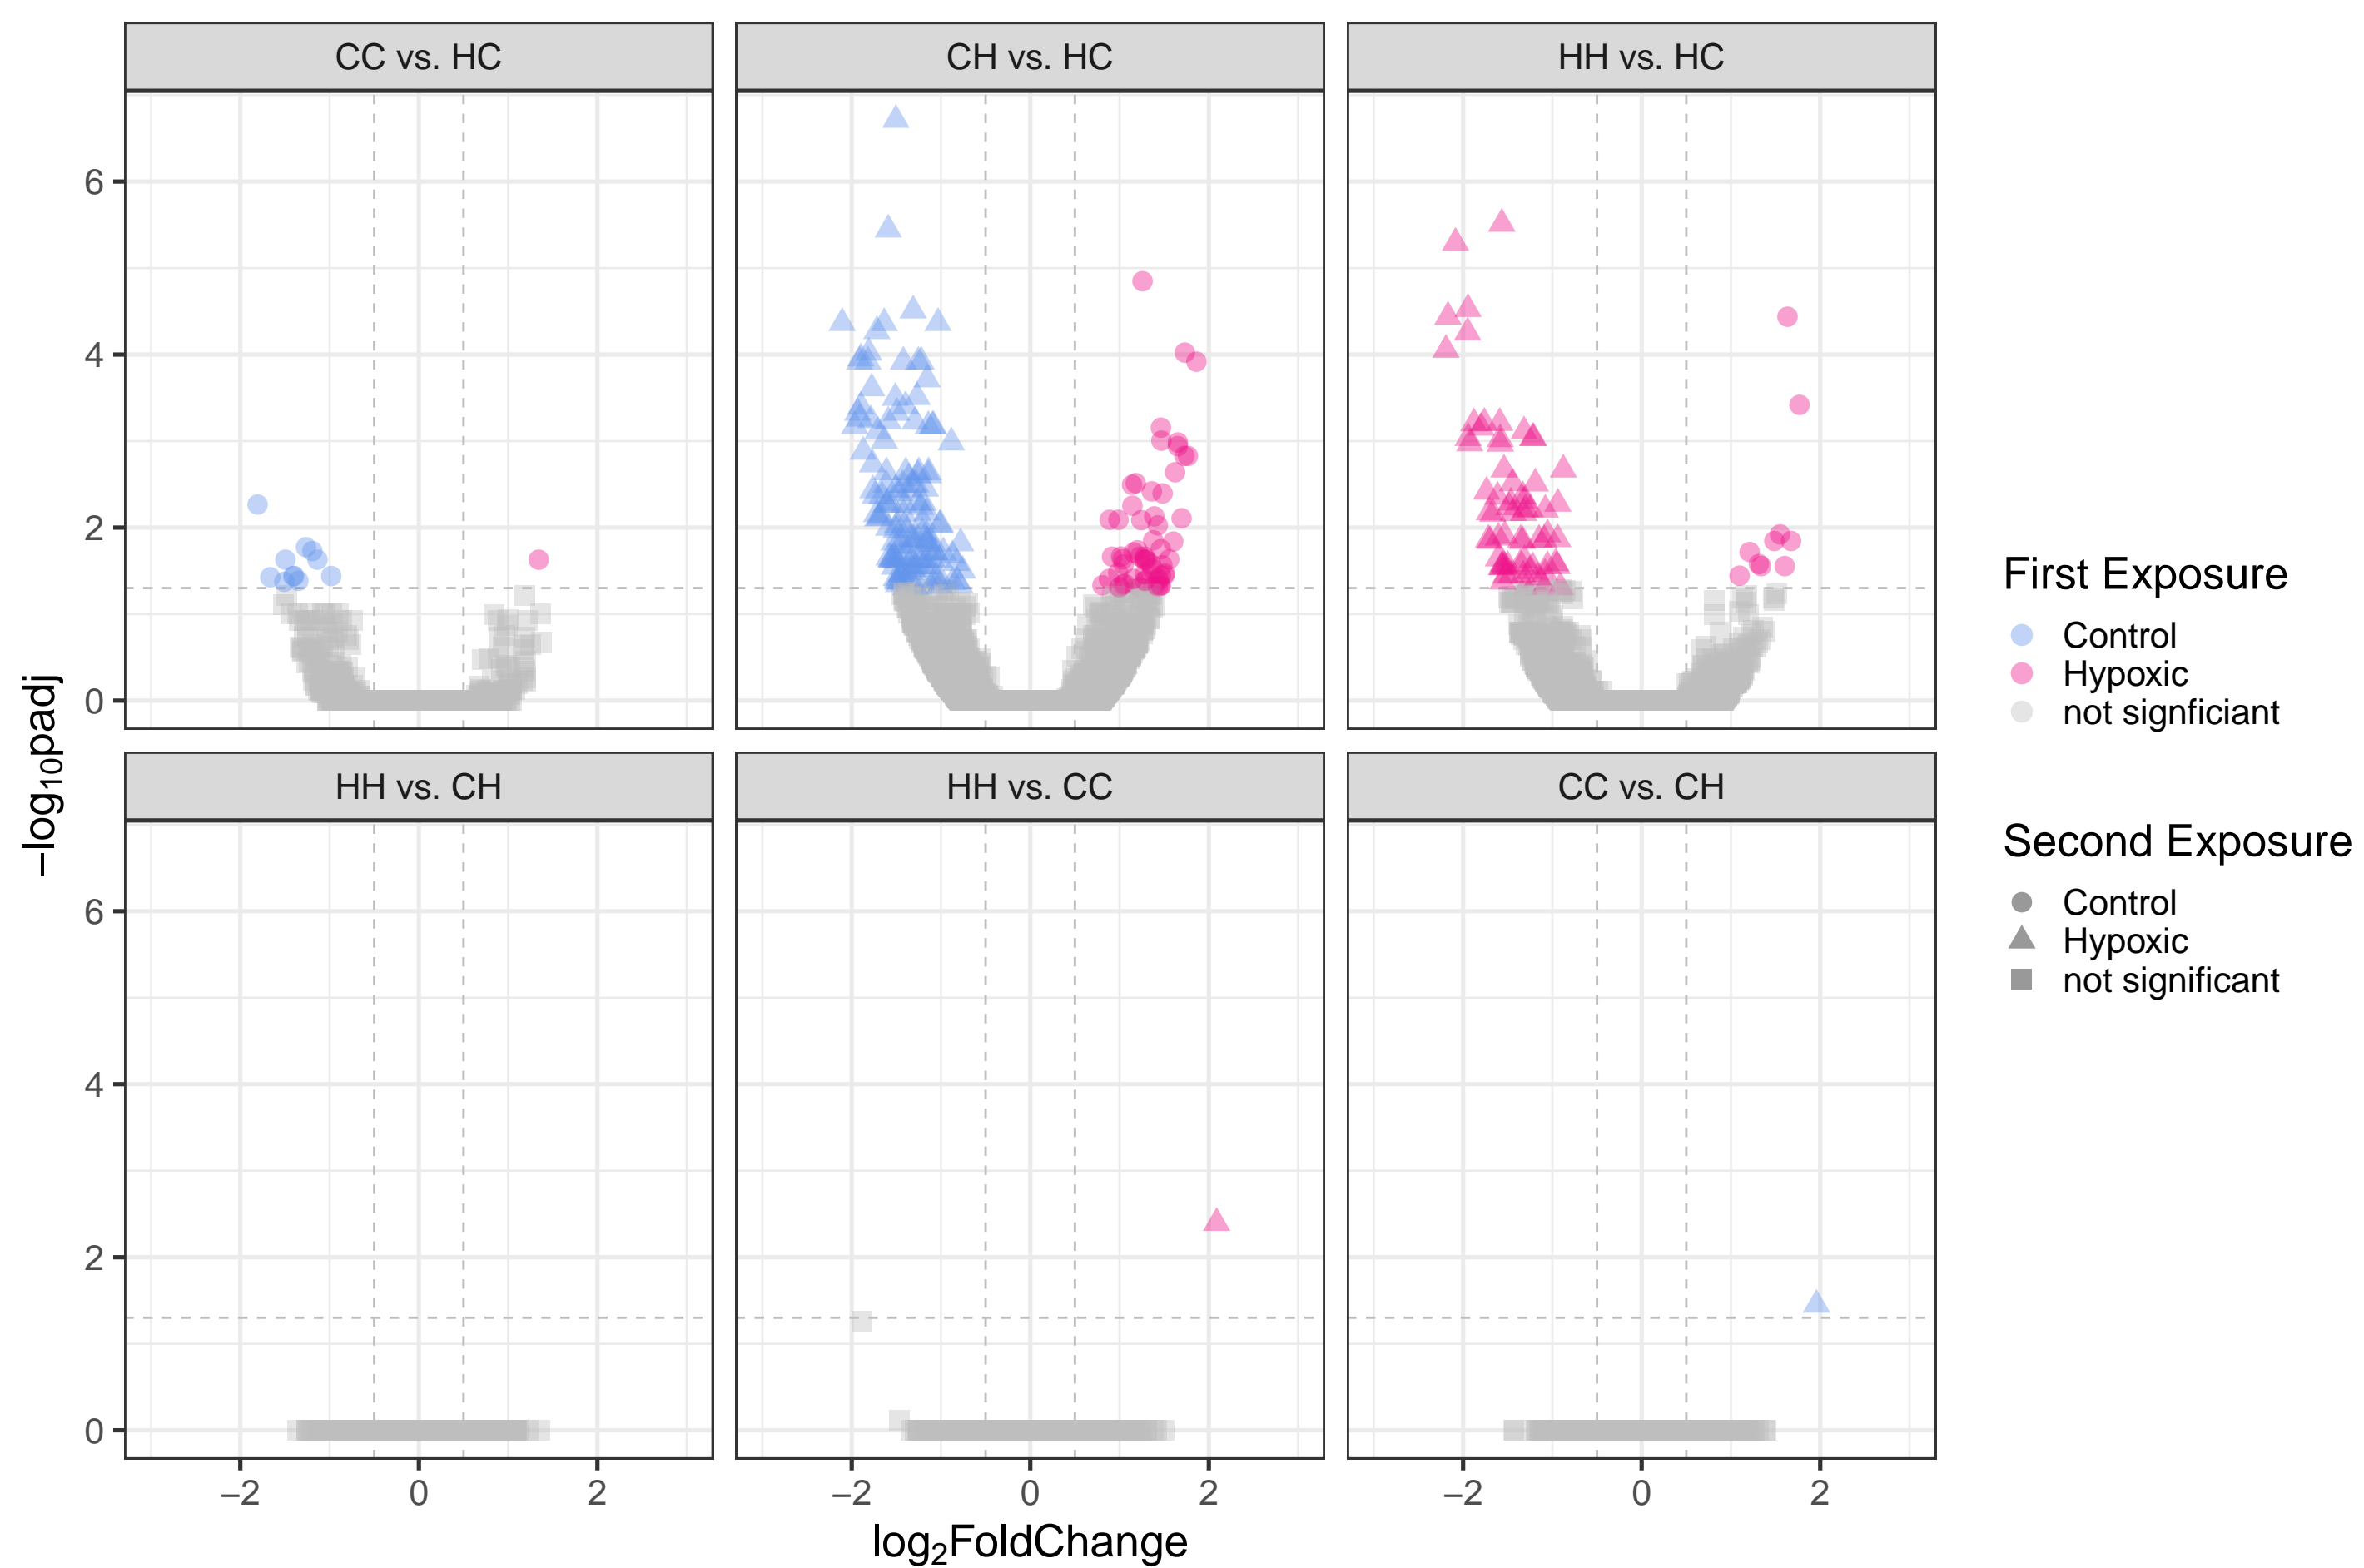 CC vs. HC
CH vs. HC
HH vs. HC
6
4
2
0
HH vs. CH
HH vs. CC
CC vs. CH
6
4
2
0
−2
0
2
−2
0
2
−2
0
2
log2FoldChange
−log10padj
First Exposure
Control
Hypoxic
not signficiant
Second Exposure
Control
Hypoxic
not significant